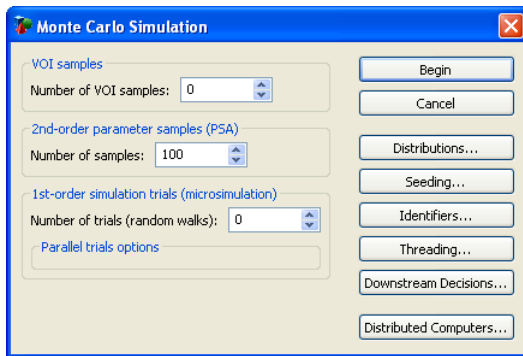 Monte Carlo Simulation
VOI samples
Number of VOI samples: 0
2nd-order parameter samples (PSA)
Number of samples: 100
1st-order simulation trials (microsimulation)
Number of trials (random walks): 0
Parallel trials options
Begin
Cancel
Distributions...
Seeding...
Identifiers...
Threading...
Downstream Decisions...
Distributed Computers...